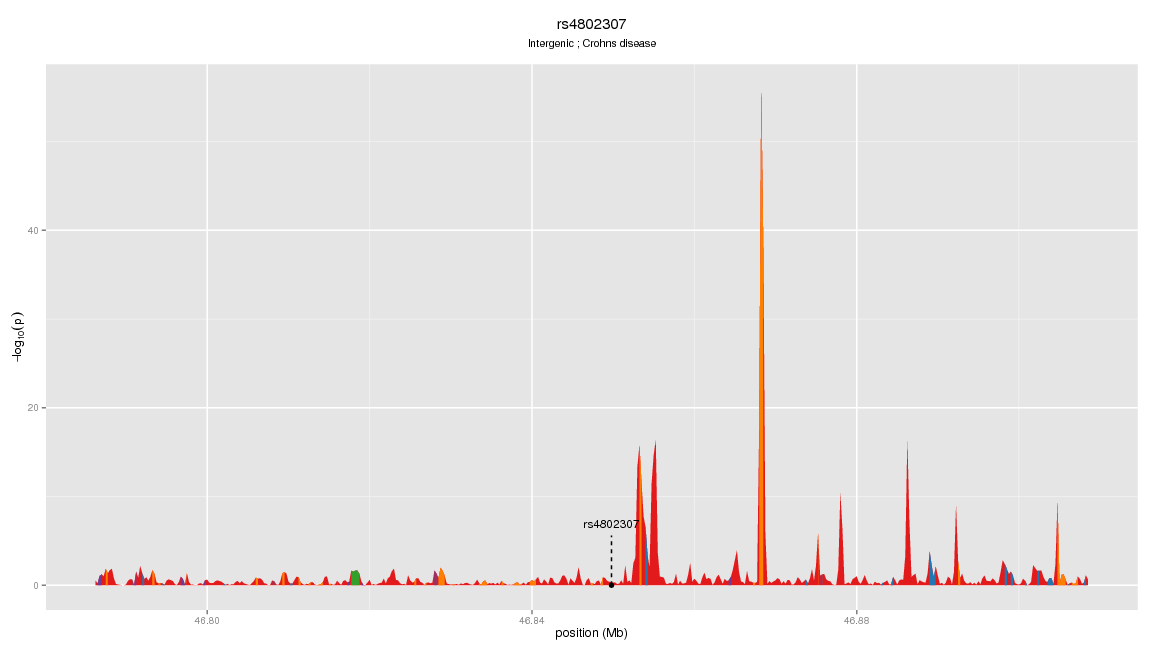 rs4802307
Intergenic ; Crohns disease
40
20
0
−log10(p)
rs4802307
46.80
46.84
46.88
position (Mb)